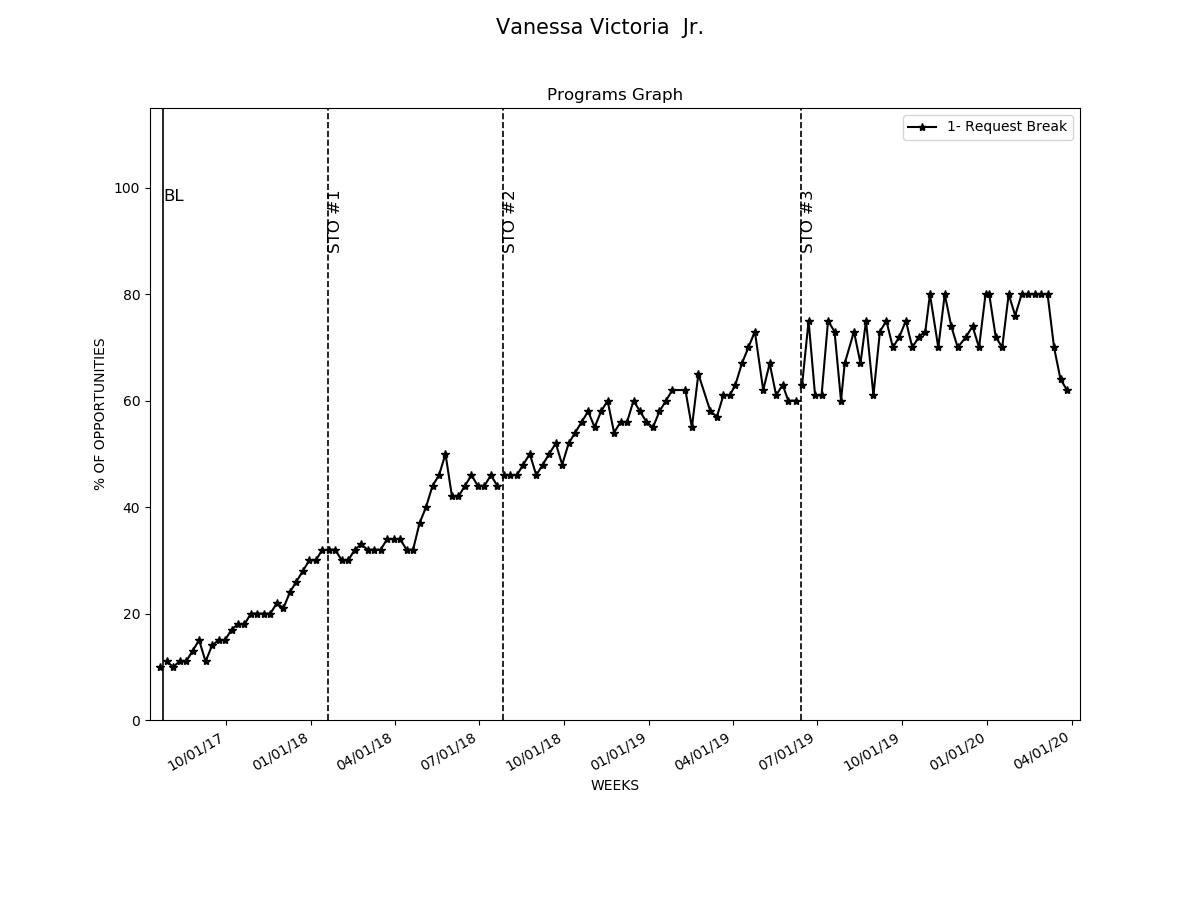 Vanessa Victoria  Jr.
Programs Graph
1- Request Break
BL
STO #1
STO #2
STO #3
% OF OPPORTUNITIES
100
80
60
40
20
0
10/01/17
01/01/18
04/01/18
07/01/18
10/01/18
01/01/19
04/01/19
07/01/19
10/01/19
01/01/20
04/01/20
WEEKS